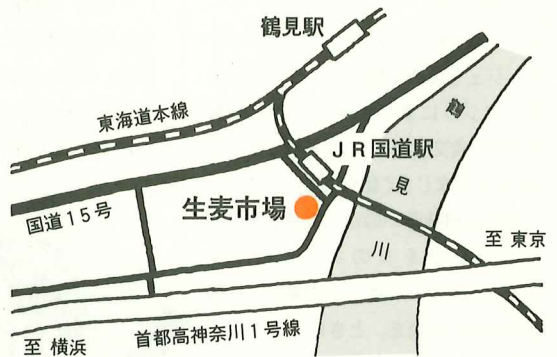 鶴見駅
東海道本線
鶴見川
JR国道駅
国道15号
生麦市場
至 東京
至 横浜
首都高神奈川1号線